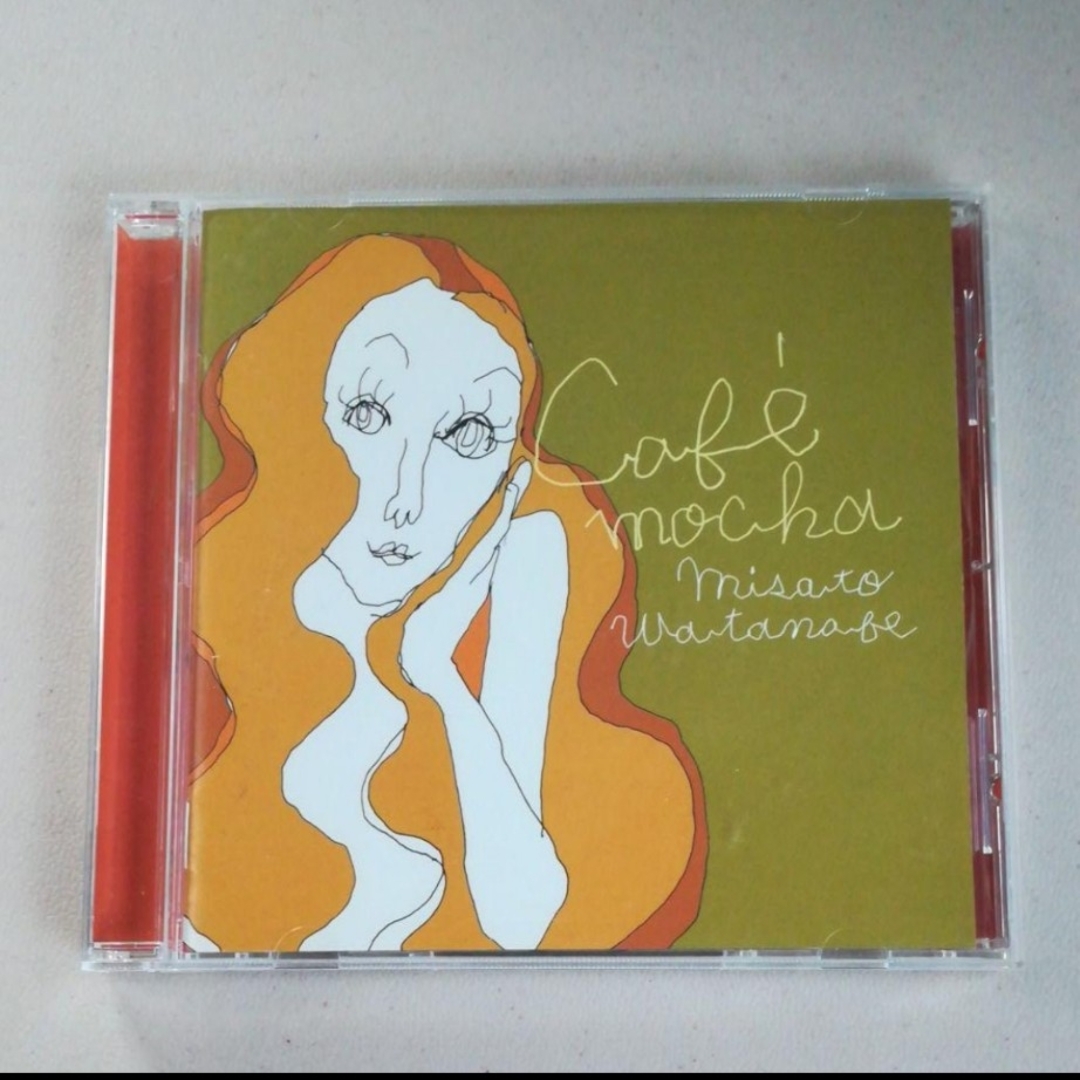 Café
mocha
misato
Watanabe